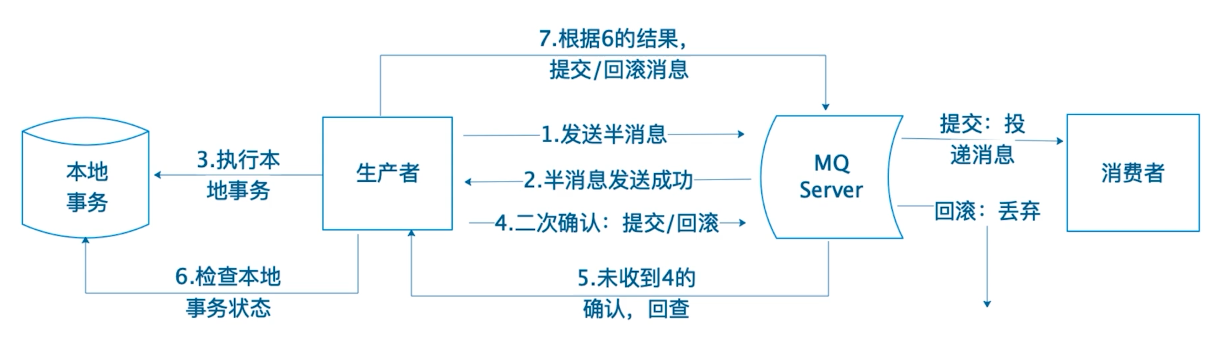 7.根据6的结果，
提交/回滚消息
本地
事务
3.执行本
地事务
生产者
1.发送半消息
2.半消息发送成功
4.二次确认：提交/回滚
MQ
Server
提交：投
递消息
回滚：丢弃
消费者
6.检查本地
事务状态
5.未收到4的
确认，回查